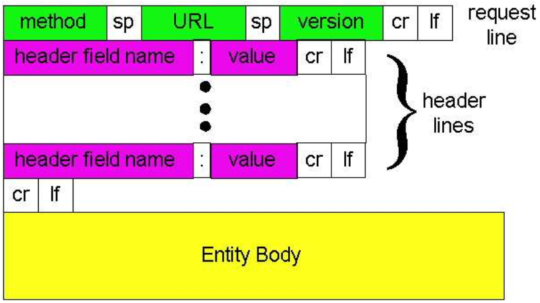 method sp URL sp version cr lf request line
header field name : value cr lf
header lines
header field name : value cr lf
cr lf
Entity Body